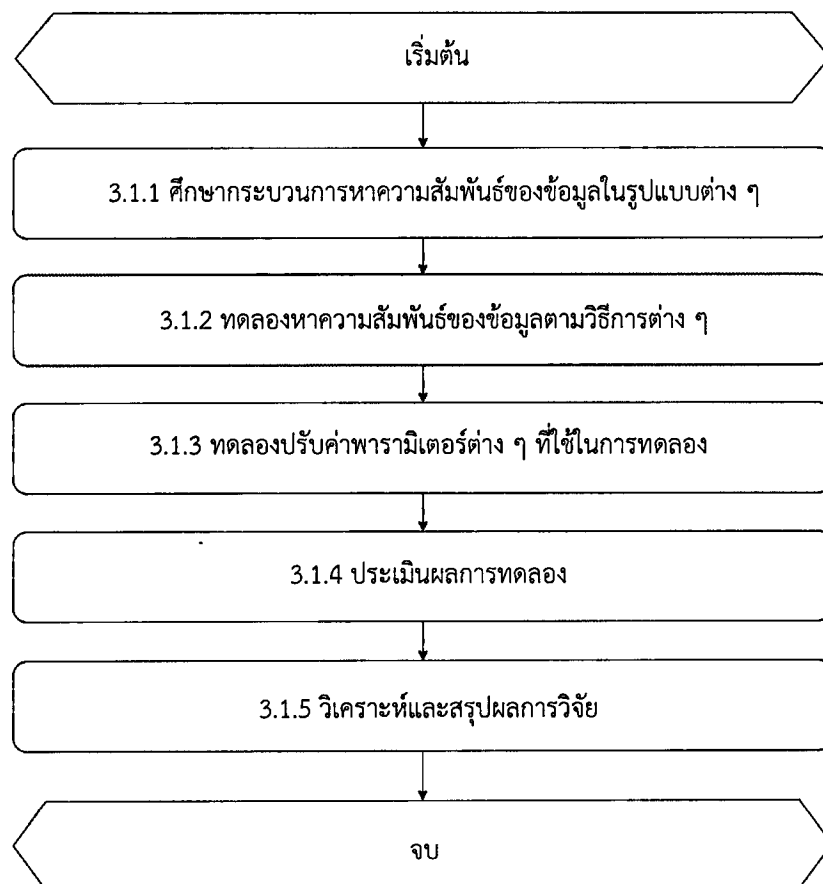 เริ่มต้น
3.1.1 ศึกษากระบวนการหาความสัมพันธ์ของข้อมูลในรูปแบบต่าง ๆ
3.1.2 ทดลองหาความสัมพันธ์ของข้อมูลตามวิธีการต่าง ๆ
3.1.3 ทดลองปรับค่าพารามิเตอร์ต่าง ๆ ที่ใช้ในการทดลอง
3.1.4 ประเมินผลการทดลอง
3.1.5 วิเคราะห์และสรุปผลการวิจัย
จบ